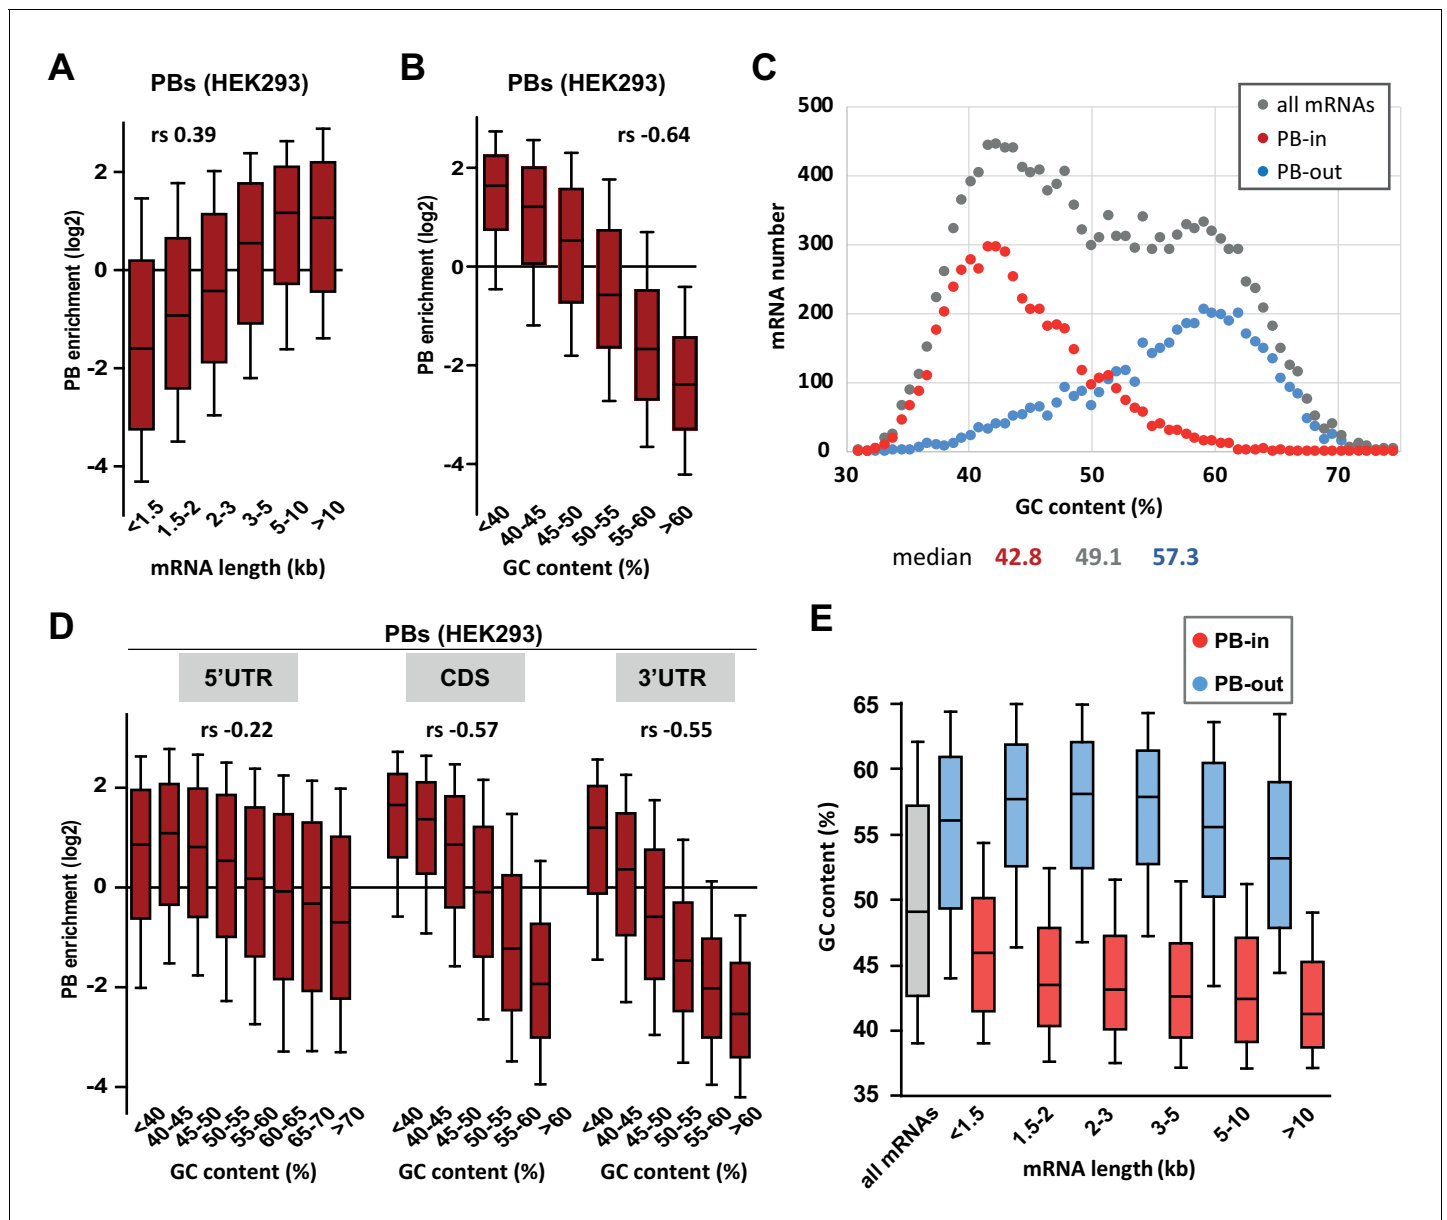 A
PBs (HEK293)
rs 0.39
PB enrichment (log2)
2
0
-2
-4
<1.5
1.5-2
2-3
3-5
5-10
>10
mRNA length (kb)
B
PBs (HEK293)
rs -0.64
PB enrichment (log2)
2
0
-2
-4
<40
40-45
45-50
50-55
55-60
>60
GC content (%)
C
all mRNAs
PB-in
PB-out
mRNA number
500
400
300
200
100
0
30
40
50
60
70
GC content (%)
median 42.8 49.1 57.3
D
PBs (HEK293)
5'UTR
CDS
3'UTR
rs -0.22
rs -0.57
rs -0.55
PB enrichment (log2)
2
0
-2
-4
<40
40-45
45-50
50-55
55-60
60-65
65-70
>70
GC content (%)
<40
40-45
45-50
50-55
55-60
>60
GC content (%)
<40
40-45
45-50
50-55
55-60
>60
GC content (%)
E
PB-in
PB-out
GC content (%)
65
60
55
50
45
40
35
all mRNAs
<1.5
1.5-2
2-3
3-5
5-10
>10
mRNA length (kb)